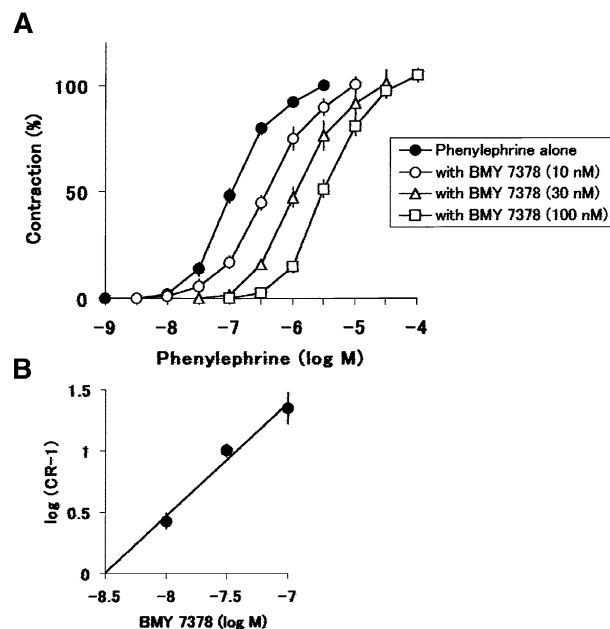 A
100
50
0
Contraction (%)
−9 −8 −7 −6 −5 −4
Phenylephrine (log M)
Phenylephrine alone
with BMY 7378 (10 nM)
with BMY 7378 (30 nM)
with BMY 7378 (100 nM)
B
1.5
1
0.5
0
log (CR−1)
−8.5 −8 −7.5 −7
BMY 7378 (log M)